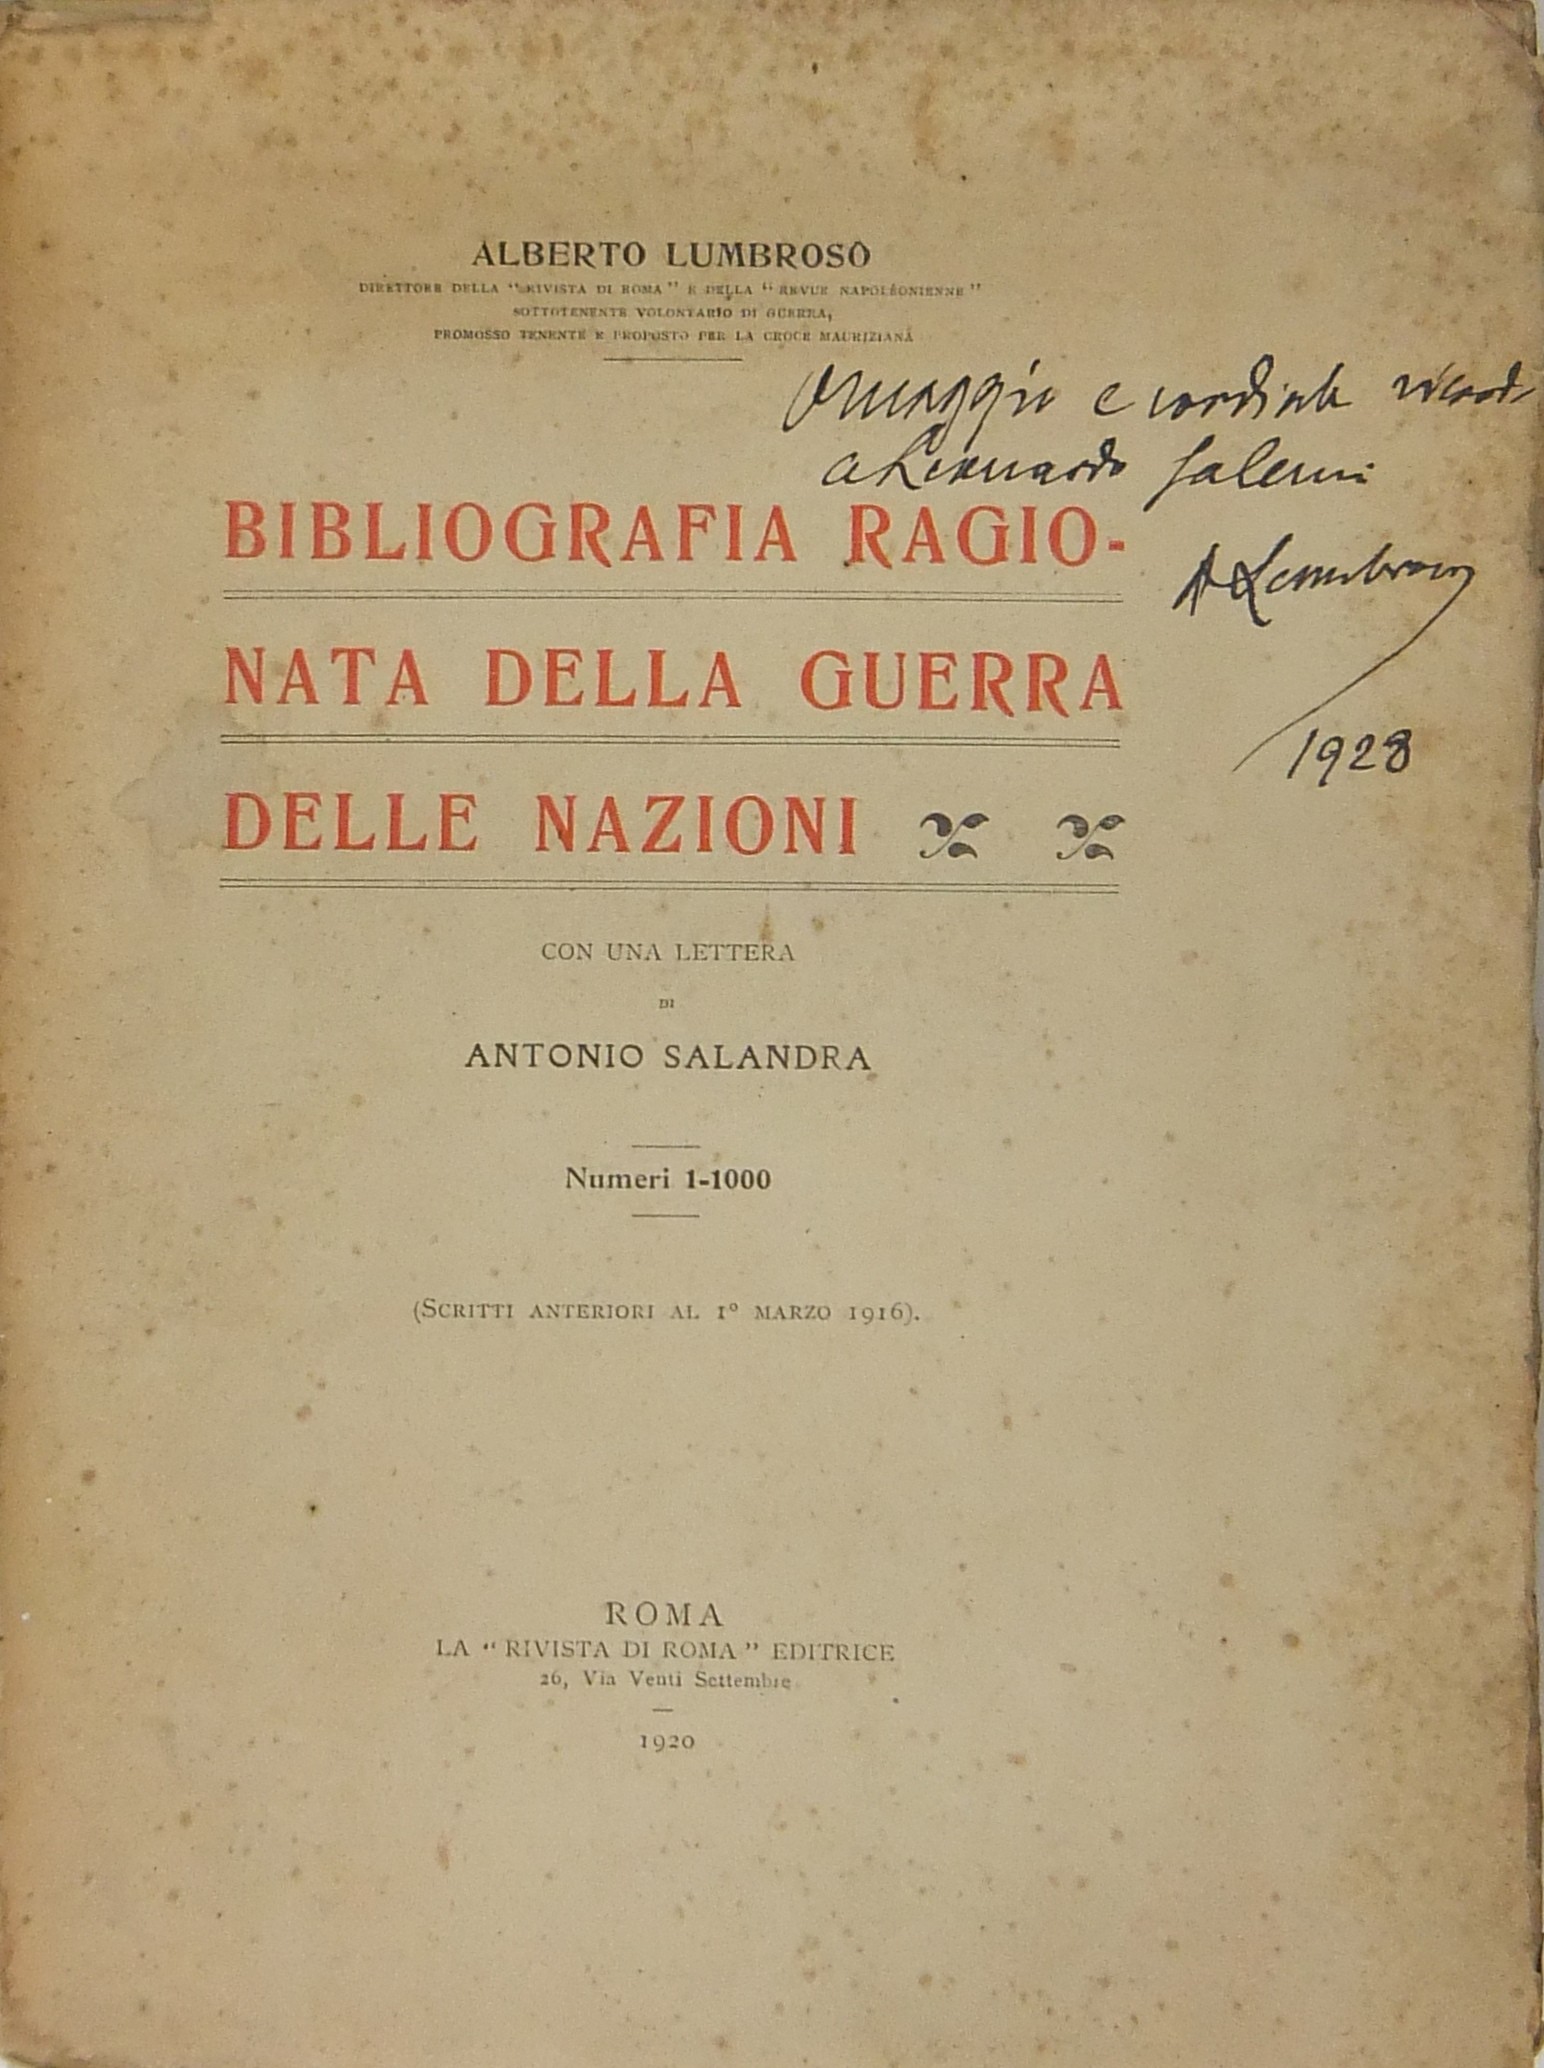 ALBERTO LUMBROSO
DIRETTORE DELLA "RIVISTA DI ROMA" E DELLA "REVUE NAPOLÉONIENNE"
SOTTOTENENTE VOLONTARIO DI GUERRA,
PROMOSSO TENENTE E PROPOSTO PER LA CROCE MAURIZIANA
Omaggio e cordiale ricordo
a Leonardo
BIBLIOGRAFIA RAGIO-
A Lumbroso
NATA DELLA GUERRA
1928
DELLE NAZIONI
CON UNA LETTERA
DI
ANTONIO SALANDRA
Numeri 1-1000
(SCRITTI ANTERIORI AL 1º MARZO 1916).
ROMA
LA "RIVISTA DI ROMA" EDITRICE
26, Via Venti Settembre
1920